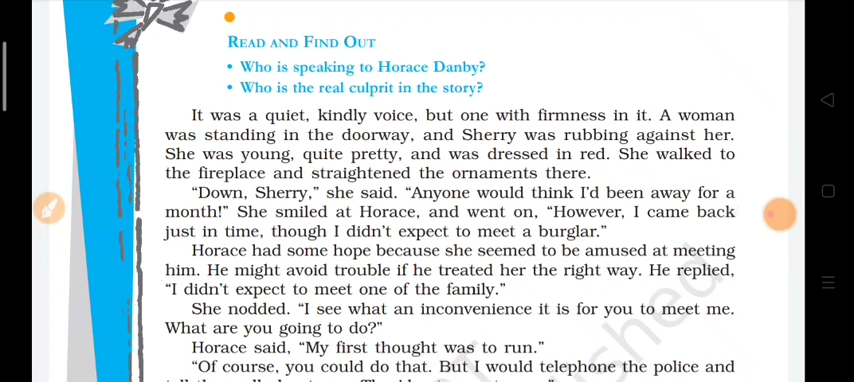 READ AND FIND OUT
• Who is speaking to Horace Danby?
• Who is the real culprit in the story?
It was a quiet, kindly voice, but one with firmness in it. A woman
was standing in the doorway, and Sherry was rubbing against her.
She was young, quite pretty, and was dressed in red. She walked to
the fireplace and straightened the ornaments there.
“Down, Sherry,” she said. “Anyone would think I’d been away for a
month!” She smiled at Horace, and went on, “However, I came back
just in time, though I didn’t expect to meet a burglar.”
Horace had some hope because she seemed to be amused at meeting
him. He might avoid trouble if he treated her the right way. He replied,
“I didn’t expect to meet one of the family.”
She nodded. “I see what an inconvenience it is for you to meet me.
What are you going to do?”
Horace said, “My first thought was to run.”
“Of course, you could do that. But I would telephone the police and